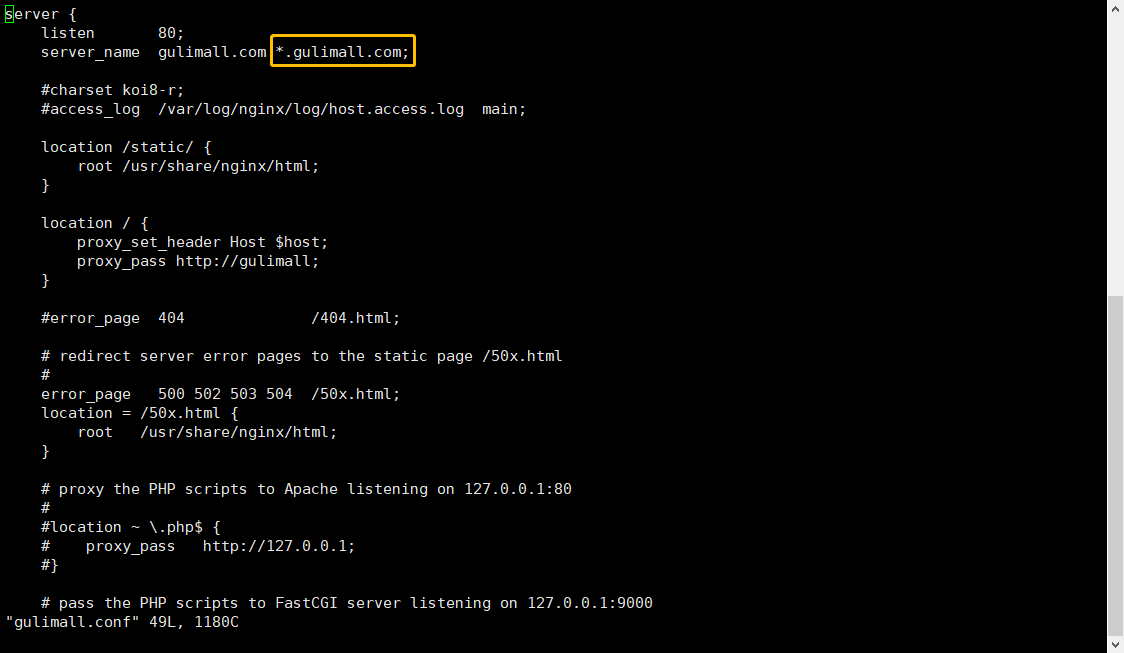 server {
    listen       80;
    server_name  gulimall.com *.gulimall.com;

    #charset koi8-r;
    #access_log  /var/log/nginx/log/host.access.log  main;

    location /static/ {
        root /usr/share/nginx/html;
    }

    location / {
        proxy_set_header Host $host;
        proxy_pass http://gulimall;
    }

    #error_page  404              /404.html;

    # redirect server error pages to the static page /50x.html
    #
    error_page   500 502 503 504  /50x.html;
    location = /50x.html {
        root   /usr/share/nginx/html;
    }

    # proxy the PHP scripts to Apache listening on 127.0.0.1:80
    #
    #location ~ \.php$ {
    #    proxy_pass   http://127.0.0.1;
    #}

    # pass the PHP scripts to FastCGI server listening on 127.0.0.1:9000
"gulimall.conf" 49L, 1180C